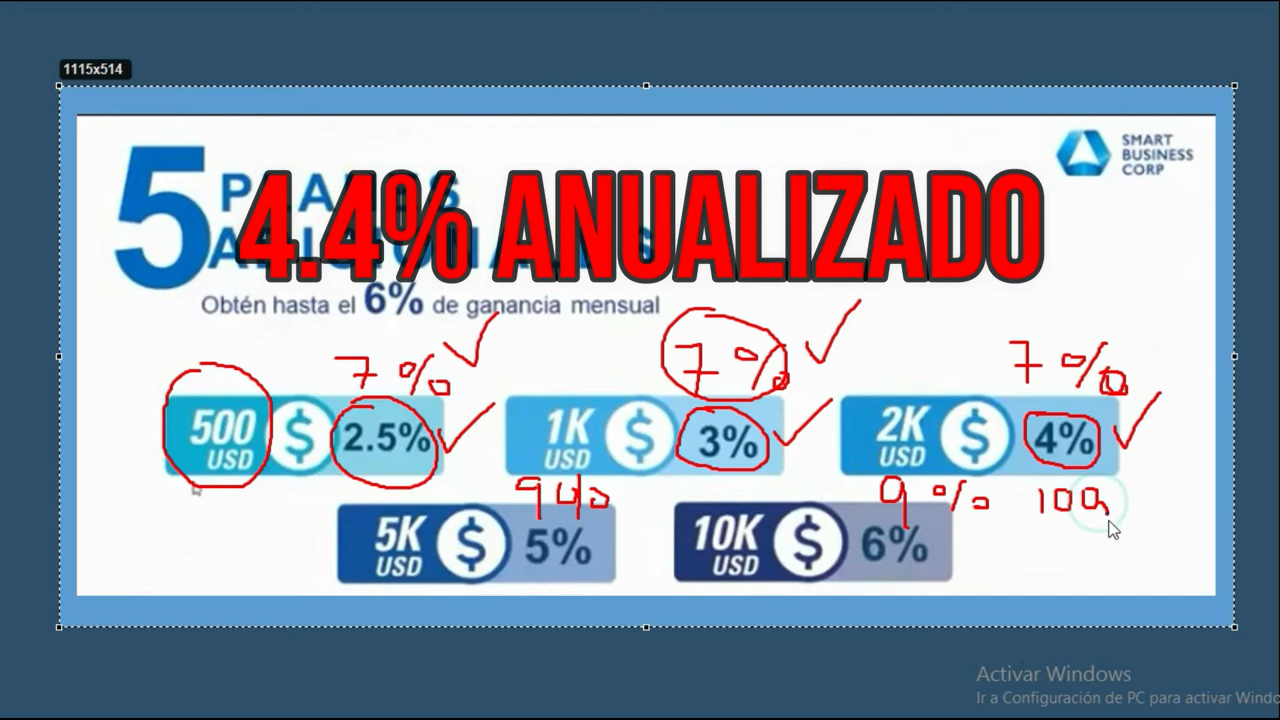 1115x514
SMART
BUSINESS
CORP
5
4.4% ANUALIZADO
Obtén hasta el 6% de ganancia mensual
7% 7% 7%
500 USD $ 2.5%
1K USD $ 3%
2K USD $ 4%
9% 9% 100
5K USD $ 5%
10K USD $ 6%
Activar Windows
Ir a Configuración de PC para activar Windo